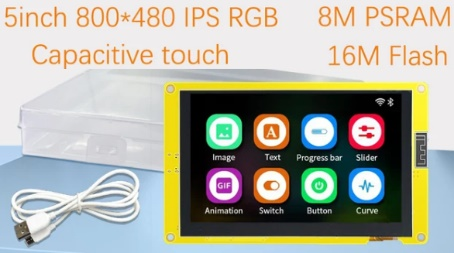 5inch 800*480 IPS RGB
8M PSRAM
Capacitive touch
16M Flash
Image
Text
Progress bar
Slider
GIF
Animation
Switch
Button
Curve
A